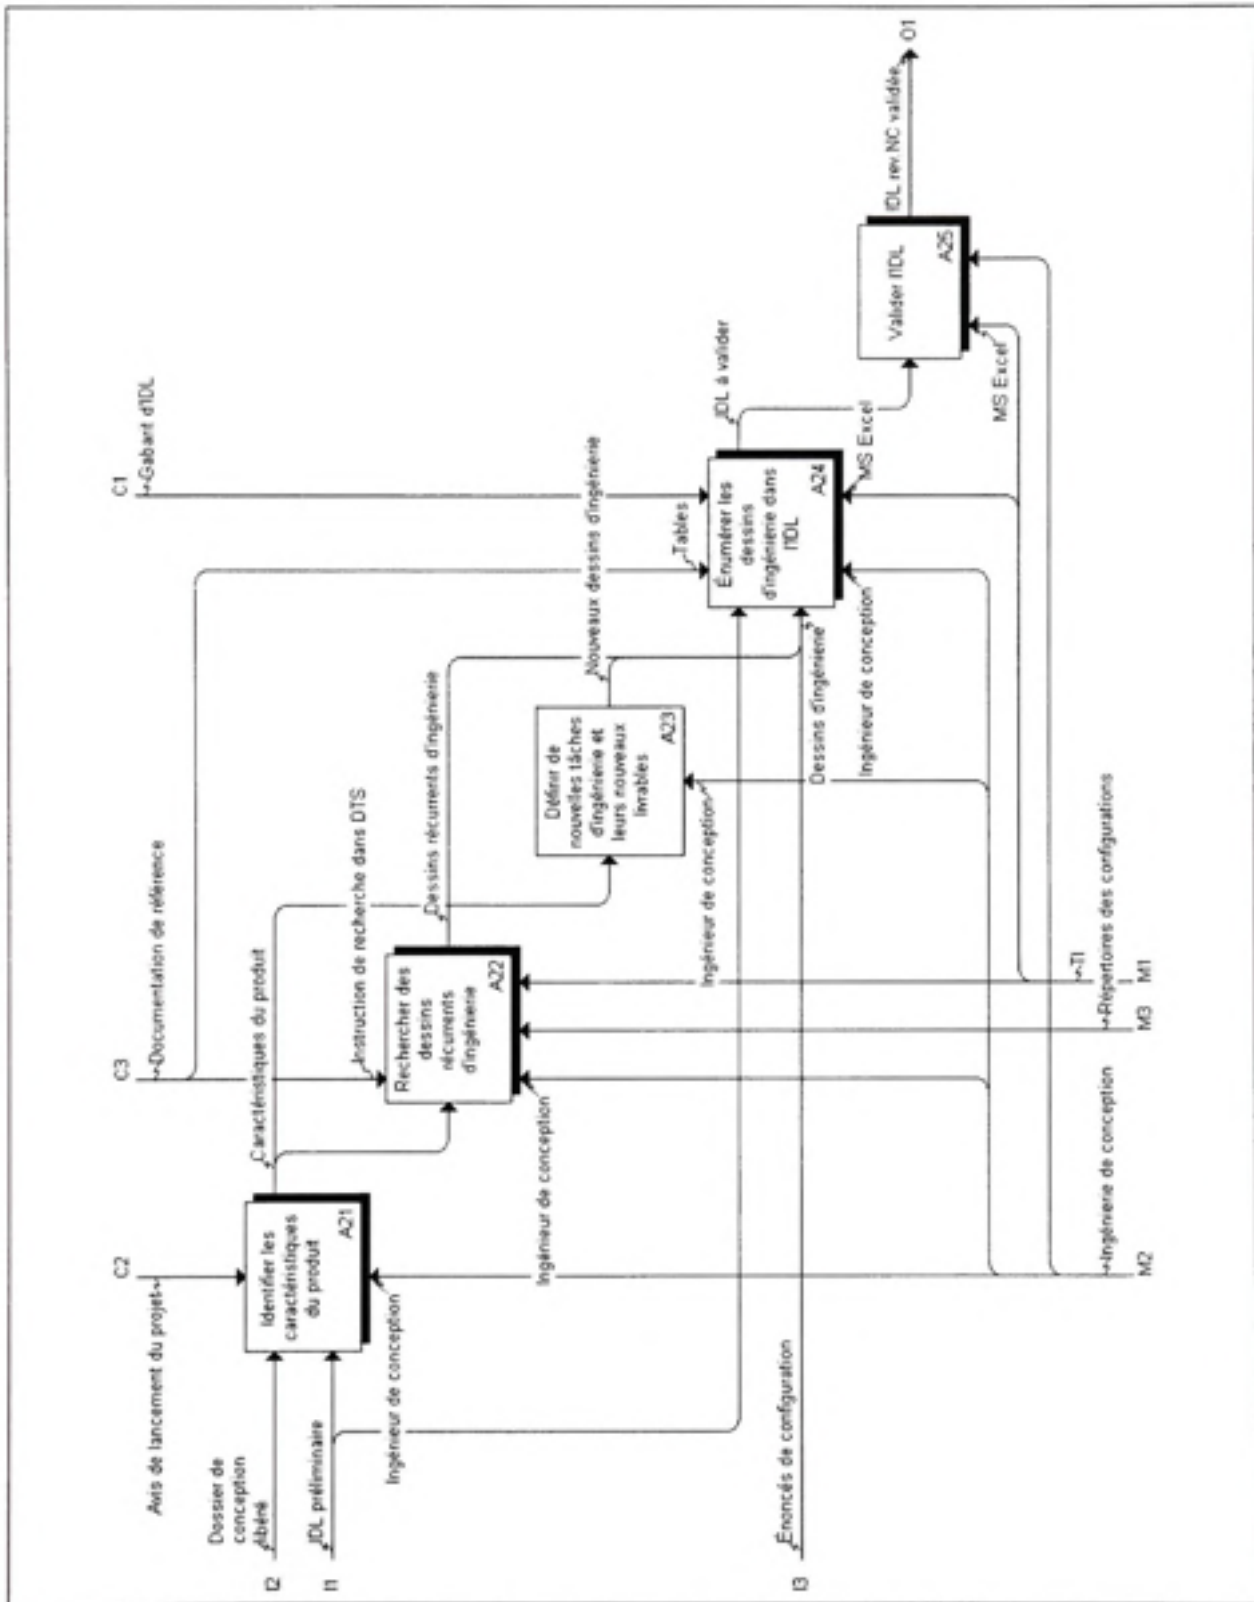 C2
C3
C1
Avis de lancement du projet
Documentation de référence
Gabarit d'IDL
Dossier de
conception
libéré
I2
IDL préliminaire
I1
Identifier les
caractéristiques
du produit
A21
Caractéristiques du produit
Instruction de recherche dans DTS
Ingénieur de conception
Rechercher des
dessins
récurrents
d'ingénierie
A22
Dessins récurrents d'ingénierie
Ingénieur de conception
Définir de
nouvelles tâches
d'ingénierie et
leurs nouveaux
livrables
A23
Nouveaux dessins d'ingénierie
Ingénieur de conception
Tables
Énumérer les
dessins
d'ingénierie dans
l'IDL
A24
IDL à valider
MS Excel
Énoncés de configuration
I3
Dessins d'ingénierie
Ingénieur de conception
Valider l'IDL
A25
IDL rev.NC validée
O1
MS Excel
Ingénierie de conception
Répertoires des configurations
TI
M2
M3
M1